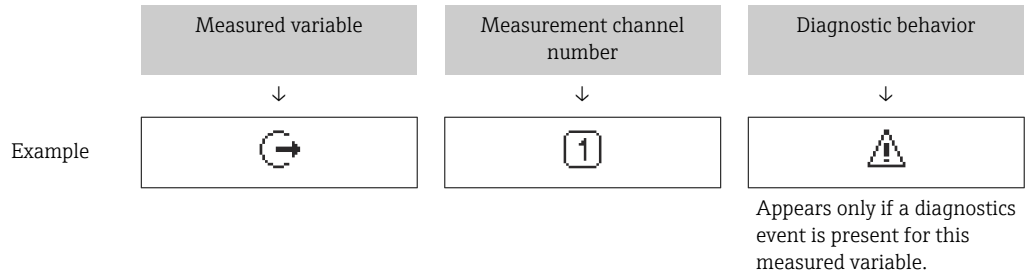 Measured variable
Measurement channel
number
Diagnostic behavior
↓ ↓ ↓
Example
1
Appears only if a diagnostics
event is present for this
measured variable.